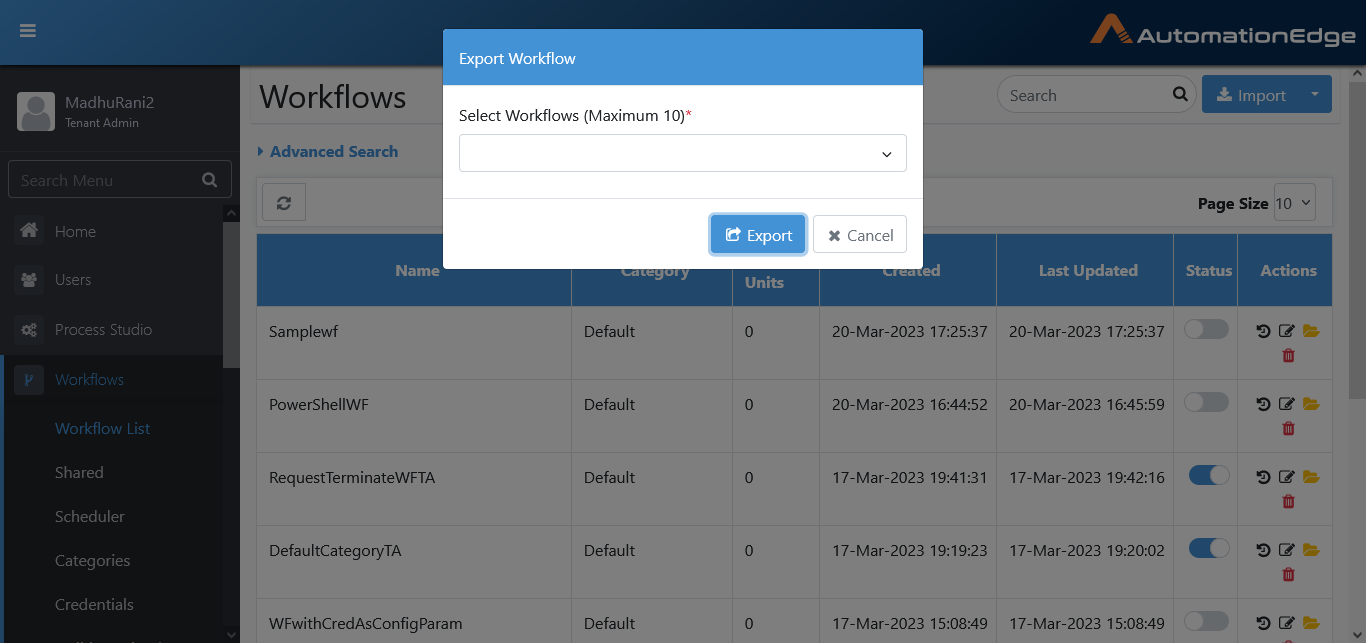 AutomationEdge
Export Workflow
Select Workflows (Maximum 10)*
Export
Cancel
MadhuRani2
Tenant Admin
Search Menu
Home
Users
Process Studio
Workflows
Workflow List
Shared
Scheduler
Categories
Credentials
Workflows
Search
Import
Advanced Search
Page Size 10
Name Category Units Created Last Updated Status Actions
Samplewf Default 0 20-Mar-2023 17:25:37 20-Mar-2023 17:25:37
PowerShellWF Default 0 20-Mar-2023 16:44:52 20-Mar-2023 16:45:59
RequestTerminateWFTA Default 0 17-Mar-2023 19:41:31 17-Mar-2023 19:42:16
DefaultCategoryTA Default 0 17-Mar-2023 19:19:23 17-Mar-2023 19:20:02
WFwithCredAsConfigParam Default 0 17-Mar-2023 15:08:49 17-Mar-2023 15:08:49